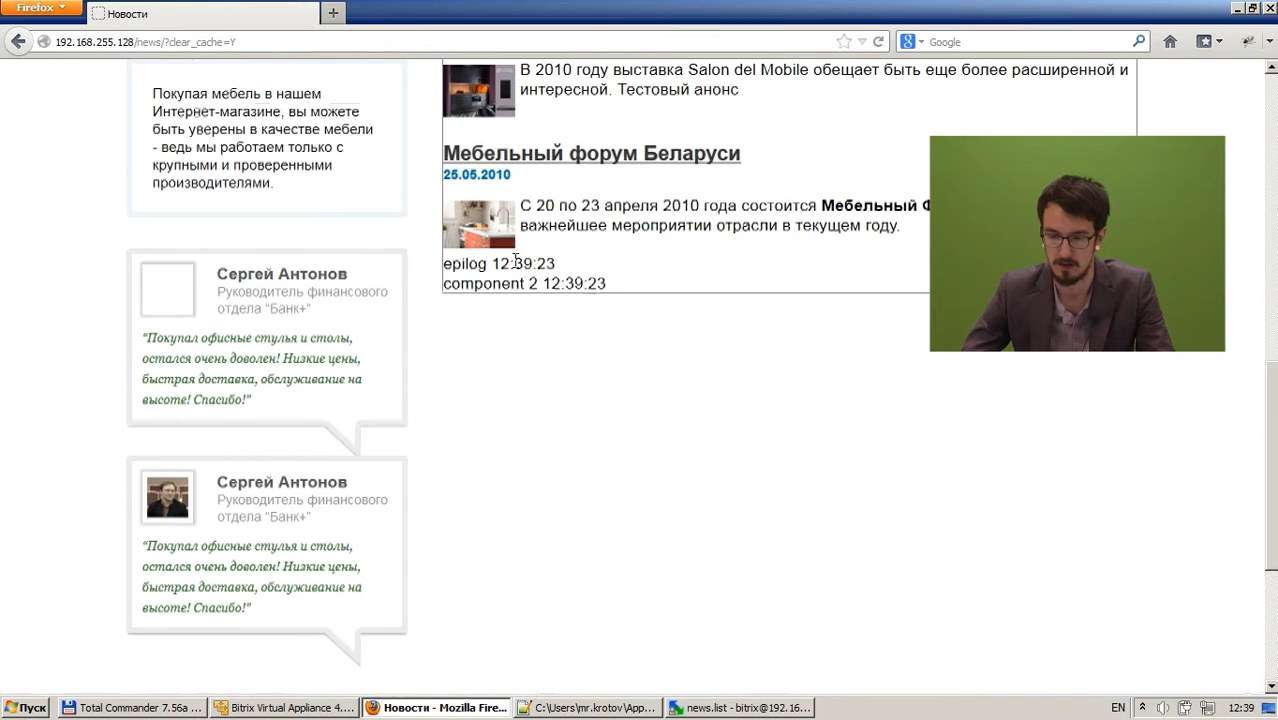 Firefox
Новости
192.168.255.128/news/?clear_cache=Y
Google
Покупая мебель в нашем
Интернет-магазине, вы можете
быть уверены в качестве мебели
- ведь мы работаем только с
крупными и проверенными
производителями.
Сергей Антонов
Руководитель финансового
отдела "Банк+"
"Покупал офисные стулья и столы,
остался очень доволен! Низкие цены,
быстрая доставка, обслуживание на
высоте! Спасибо!"
Сергей Антонов
Руководитель финансового
отдела "Банк+"
"Покупал офисные стулья и столы,
остался очень доволен! Низкие цены,
быстрая доставка, обслуживание на
высоте! Спасибо!"
В 2010 году выставка Salon del Mobile обещает быть еще более расширенной и
интересной. Тестовый анонс
Мебельный форум Беларуси
25.05.2010
С 20 по 23 апреля 2010 года состоится Мебельный Ф
важнейшее мероприятии отрасли в текущем году.
epilog 12:39:23
component 2 12:39:23
Пуск
Total Commander 7.56a ...
Bitrix Virtual Appliance 4....
Новости - Mozilla Fire...
C:\Users\mr.krotov\App...
news.list - bitrix@192.16...
EN
12:39